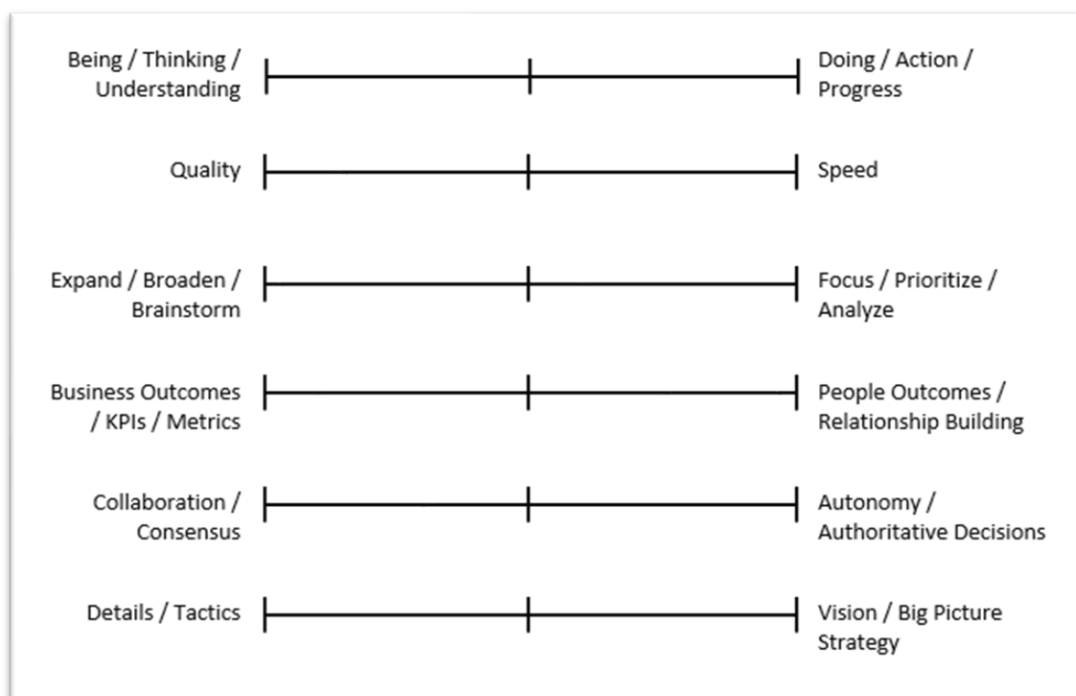 Being / Thinking /
Understanding
Doing / Action /
Progress
Quality
Speed
Expand / Broaden /
Brainstorm
Focus / Prioritize /
Analyze
Business Outcomes
/ KPIs / Metrics
People Outcomes /
Relationship Building
Collaboration /
Consensus
Autonomy /
Authoritative Decisions
Details / Tactics
Vision / Big Picture
Strategy